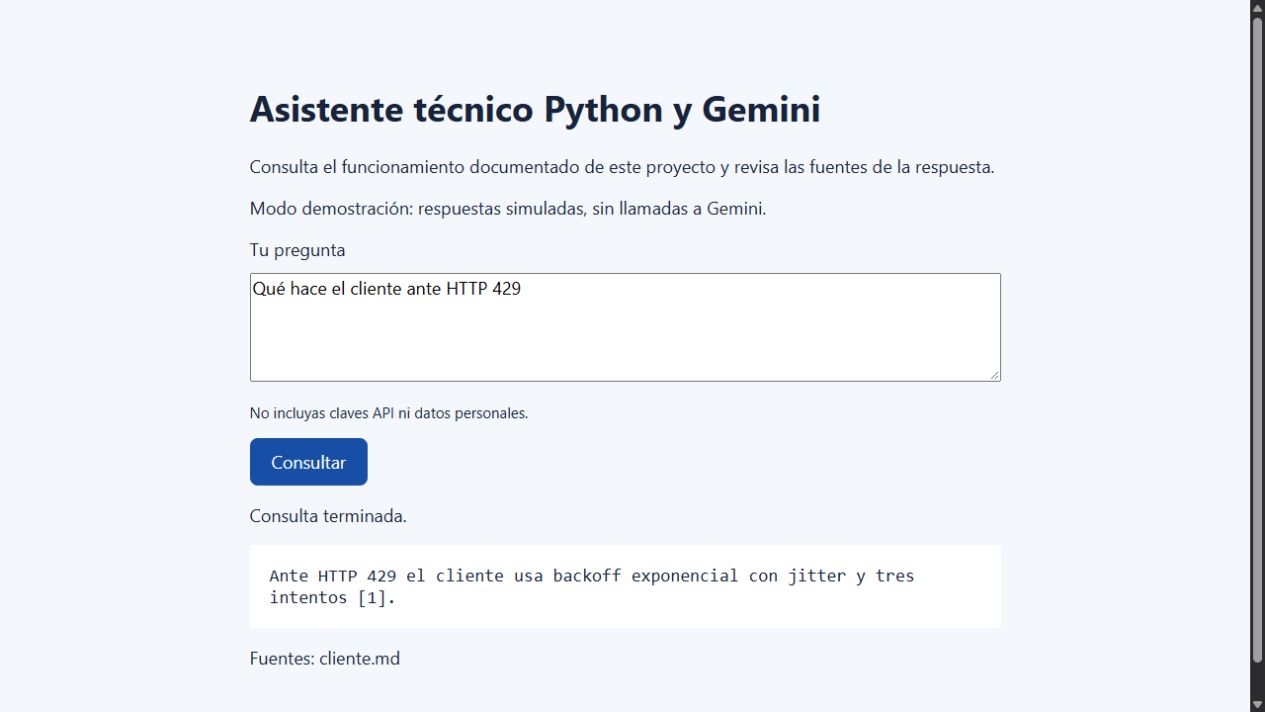 Asistente técnico Python y Gemini
Consulta el funcionamiento documentado de este proyecto y revisa las fuentes de la respuesta.
Modo demostración: respuestas simuladas, sin llamadas a Gemini.
Tu pregunta
Qué hace el cliente ante HTTP 429
No incluyas claves API ni datos personales.
Consultar
Consulta terminada.
Ante HTTP 429 el cliente usa backoff exponencial con jitter y tres
intentos [1].
Fuentes: cliente.md